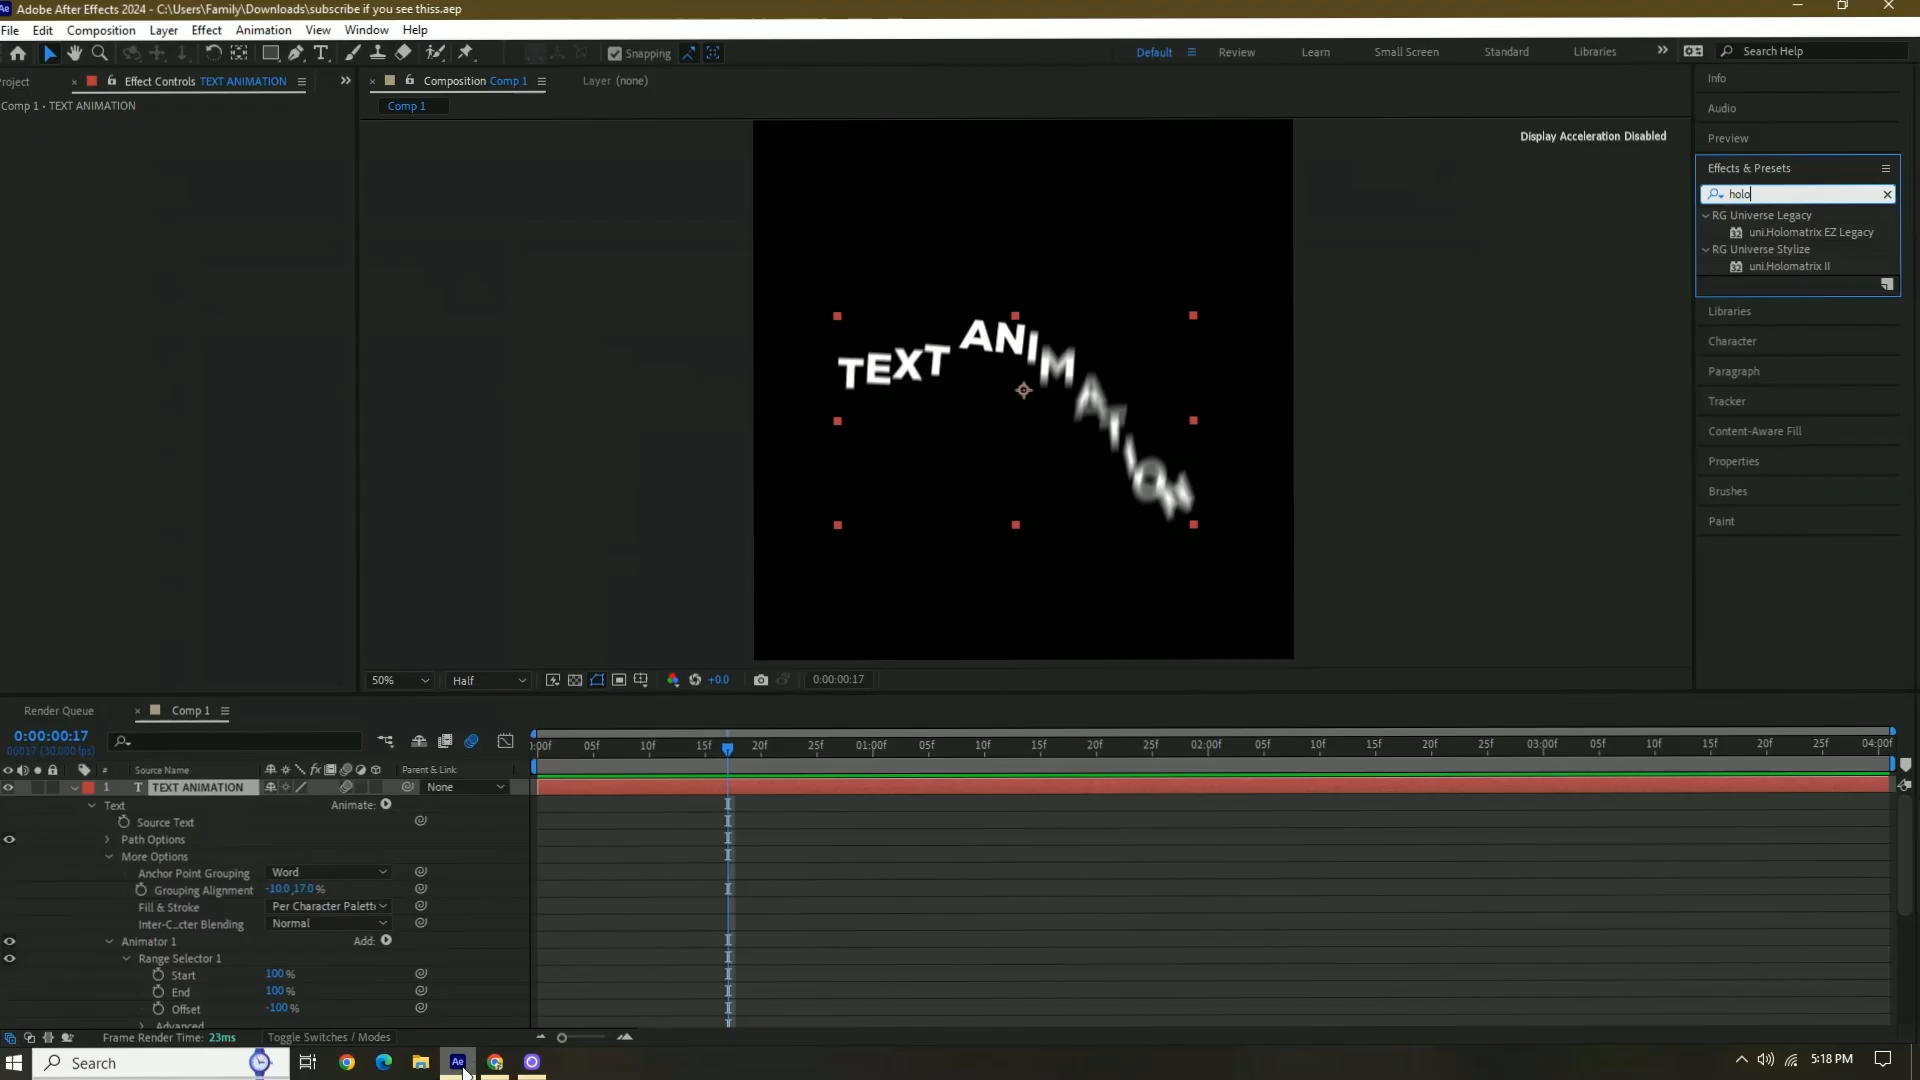 Adobe After Effects 2024 - C:\Users\Family\Downloads\subscribe if you see thiss.aep
File Edit Composition Layer Effect Animation View Window Help
Snapping
Default Review Learn Small Screen Standard Libraries Search Help
roject Effect Controls TEXT ANIMATION
Comp 1 • TEXT ANIMATION
Composition Comp 1 Layer (none)
Comp 1
Display Acceleration Disabled
TEXT ANIMATION
50% Half +0.0 0:00:00:17
Info
Audio
Preview
Effects & Presets
holo
RG Universe Legacy
32 uni.Holomatrix EZ Legacy
RG Universe Stylize
32 uni.Holomatrix II
Libraries
Character
Paragraph
Tracker
Content-Aware Fill
Properties
Brushes
Paint
Render Queue Comp 1
0:00:00:17
00017 (30.000 fps)
):00f 05f 10f 15f 20f 25f 01:00f 05f 10f 15f 20f 25f 02:00f 05f 10f 15f 20f 25f 03:00f 05f 10f 15f 20f 25f 04:00f
# Source Name fx Parent & Link
1 T TEXT ANIMATION None
Text Animate:
Source Text
Path Options
More Options
Anchor Point Grouping Word
Grouping Alignment -10.0,17.0 %
Fill & Stroke Per Character Palette
Inter-C...cter Blending Normal
Animator 1 Add:
Range Selector 1
Start 100 %
End 100 %
Offset -100 %
Advanced
Frame Render Time: 23ms Toggle Switches / Modes
Search Ae 5:18 PM